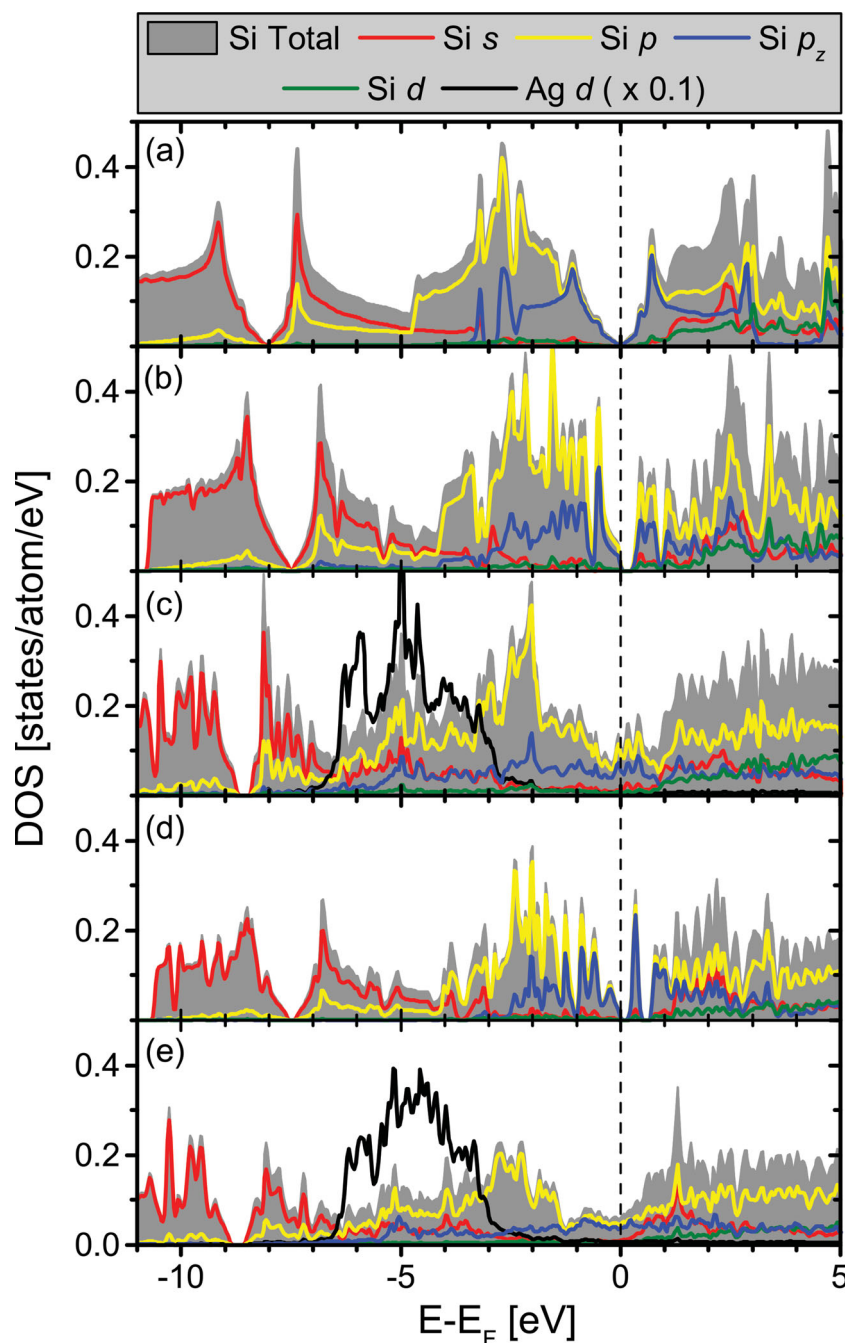 Si Total Si s Si p Si pz
Si d Ag d ( x 0.1)
(a)
0.4
0.2
(b)
0.4
0.2
(c)
0.4
0.2
(d)
0.4
0.2
(e)
0.4
0.2
0.0
DOS [states/atom/eV]
-10 -5 0 5
E-EF [eV]